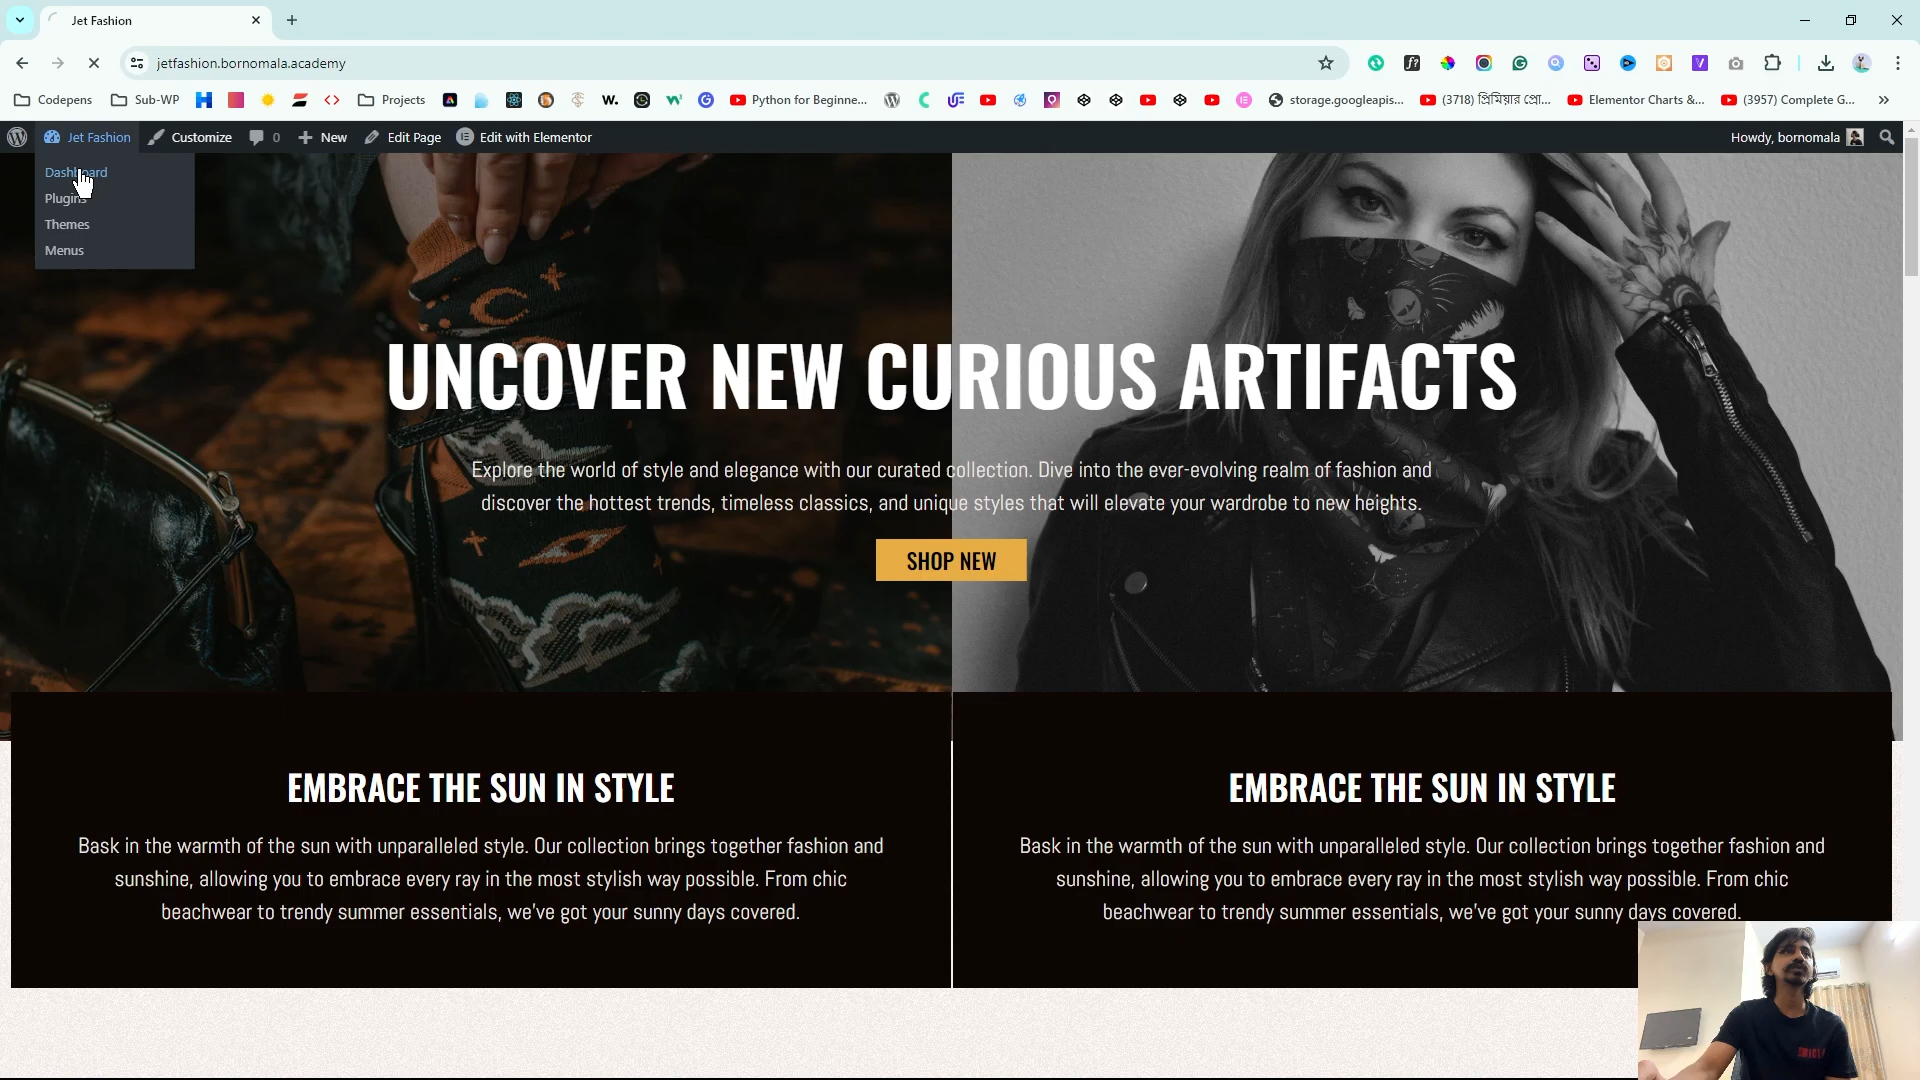 Jet Fashion
jetfashion.bornomala.academy
Codepens
Sub-WP
Projects
Python for Beginne...
storage.googleapis...
(3718) প্রিমিয়ার প্রো...
Elementor Charts &...
(3957) Complete G...
Jet Fashion
Customize
0
New
Edit Page
Edit with Elementor
Howdy, bornomala
Dashboard
Plugins
Themes
Menus
UNCOVER NEW CURIOUS ARTIFACTS
Explore the world of style and elegance with our curated collection. Dive into the ever-evolving realm of fashion and
discover the hottest trends, timeless classics, and unique styles that will elevate your wardrobe to new heights.
SHOP NEW
EMBRACE THE SUN IN STYLE
Bask in the warmth of the sun with unparalleled style. Our collection brings together fashion and
sunshine, allowing you to embrace every ray in the most stylish way possible. From chic
beachwear to trendy summer essentials, we've got your sunny days covered.
EMBRACE THE SUN IN STYLE
Bask in the warmth of the sun with unparalleled style. Our collection brings together fashion and
sunshine, allowing you to embrace every ray in the most stylish way possible. From chic
beachwear to trendy summer essentials, we've got your sunny days covered.